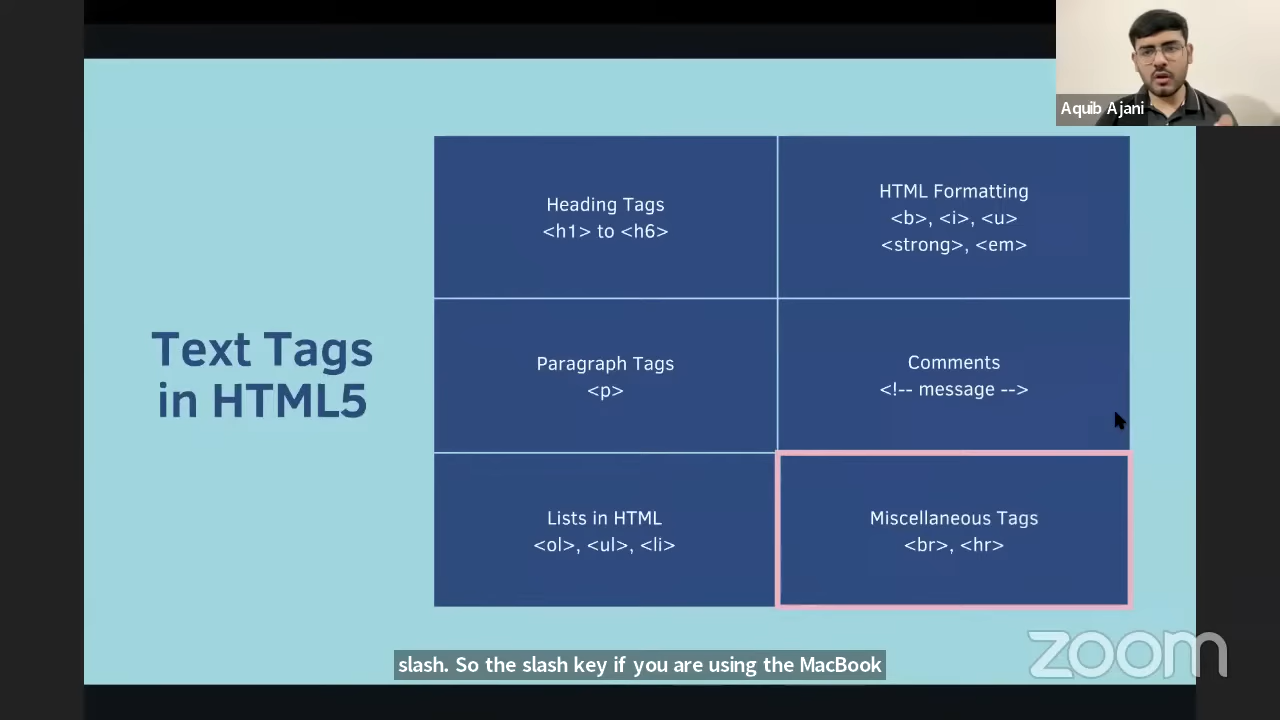 Aquib Ajani
Text Tags
in HTML5
Heading Tags
<h1> to <h6>
HTML Formatting
<b>, <i>, <u>
<strong>, <em>
Paragraph Tags
<p>
Comments
<!-- message -->
Lists in HTML
<ol>, <ul>, <li>
Miscellaneous Tags
<br>, <hr>
slash. So the slash key if you are using the MacBook
zoom